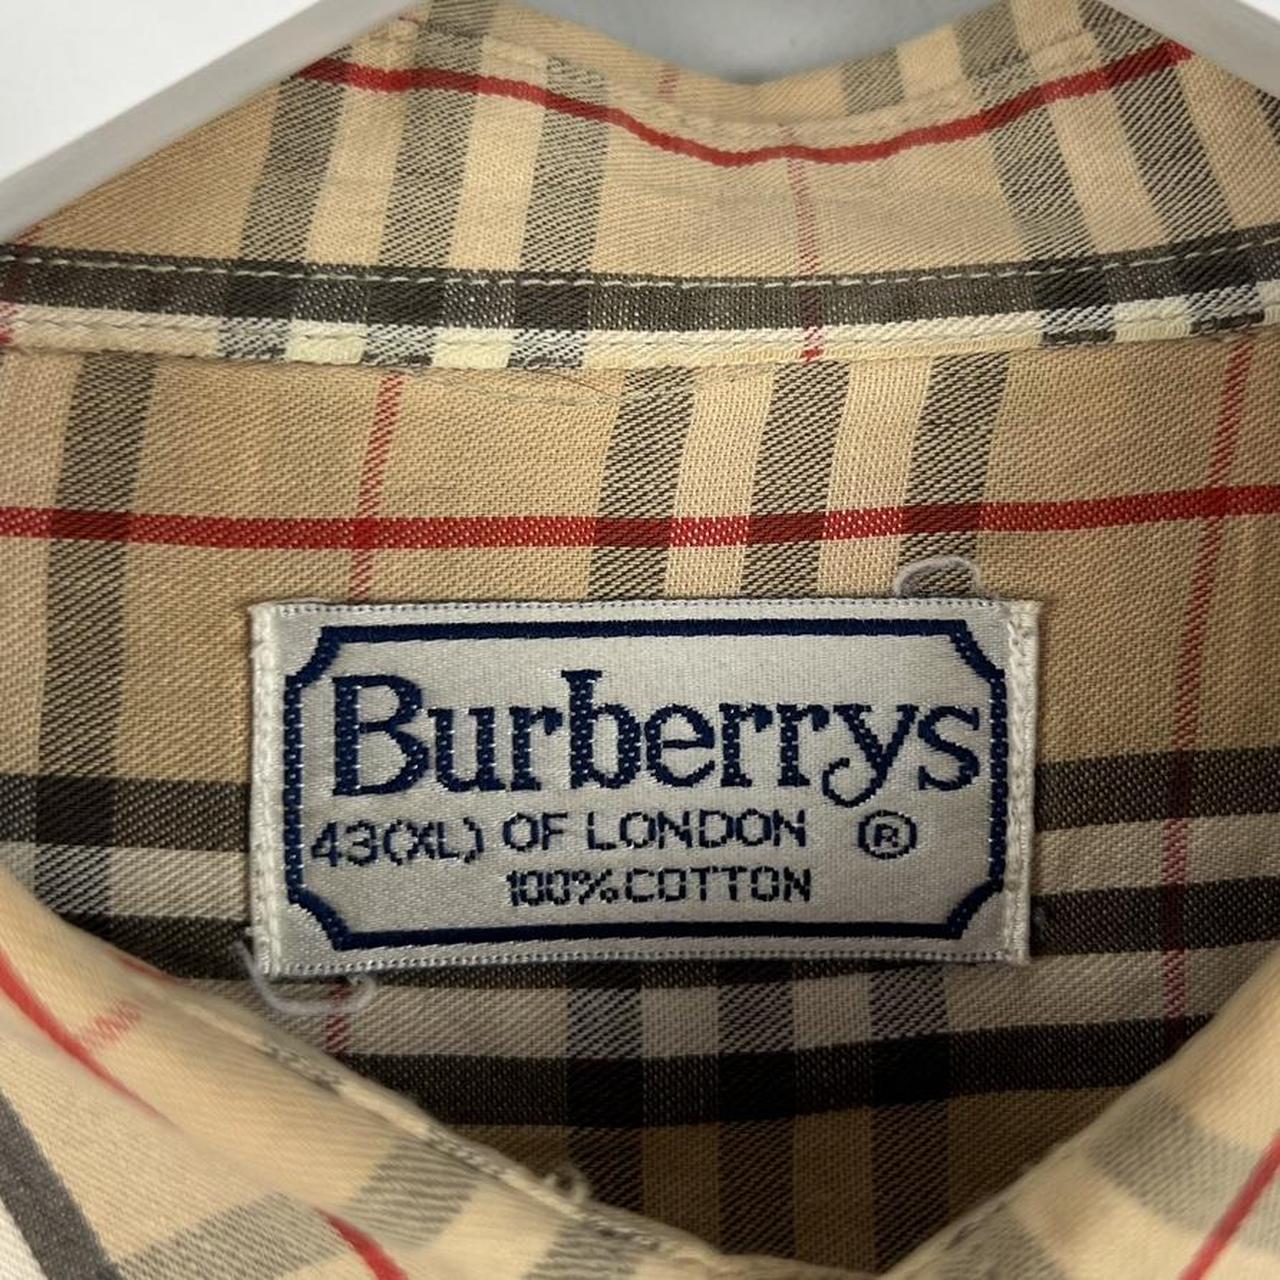 Burberrys
43(XL) OF LONDON ®
100%COTTON